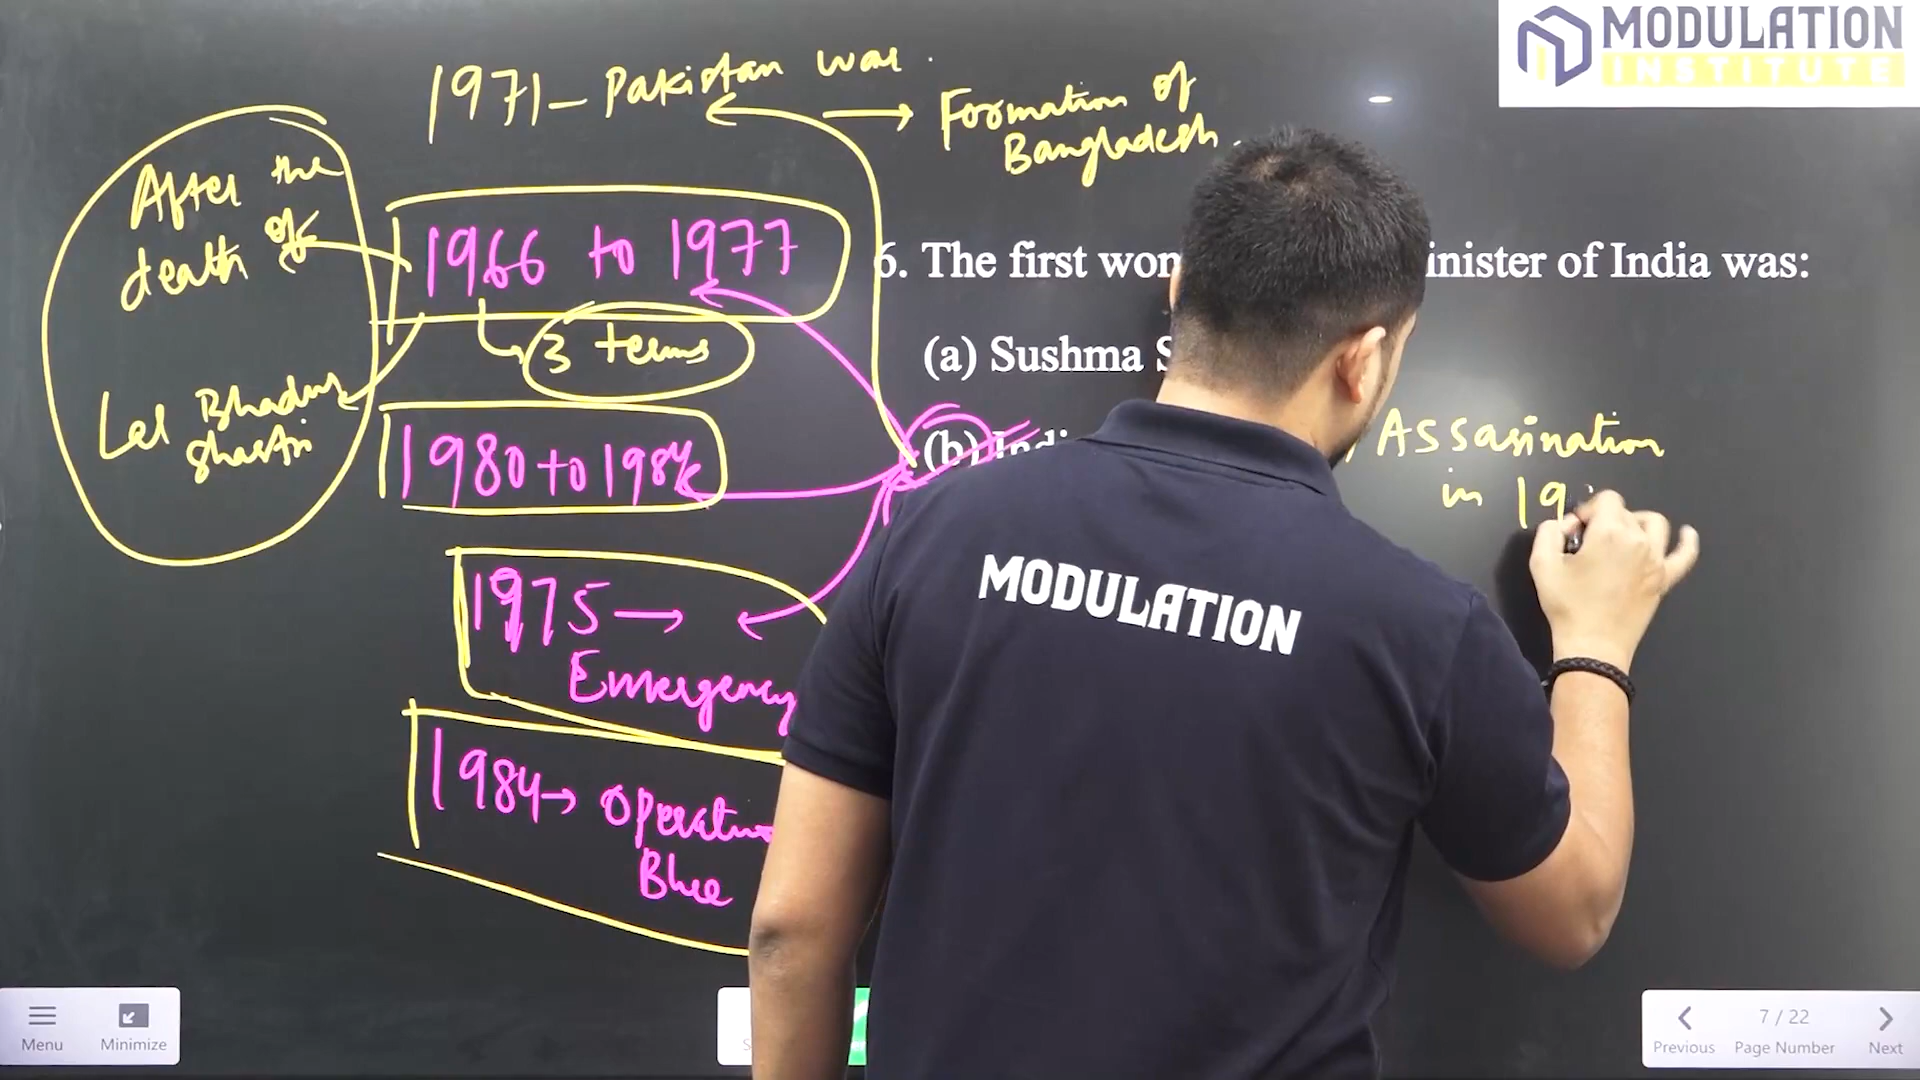 MODULATION
INSTITUTE
1971 - Pakistan war.
Formation of
Bangladesh.
After the
death of
Lal Bhadur
Shastri
1966 to 1977
3 terms
1980 to 1984
1975
Emergency
1984
Blue
6. The first
inister of India was:
(a) Sushma S
(b) Indi
Assasination
in 19
MODULATION
Menu
Minimize
7 / 22
Previous Page Number Next